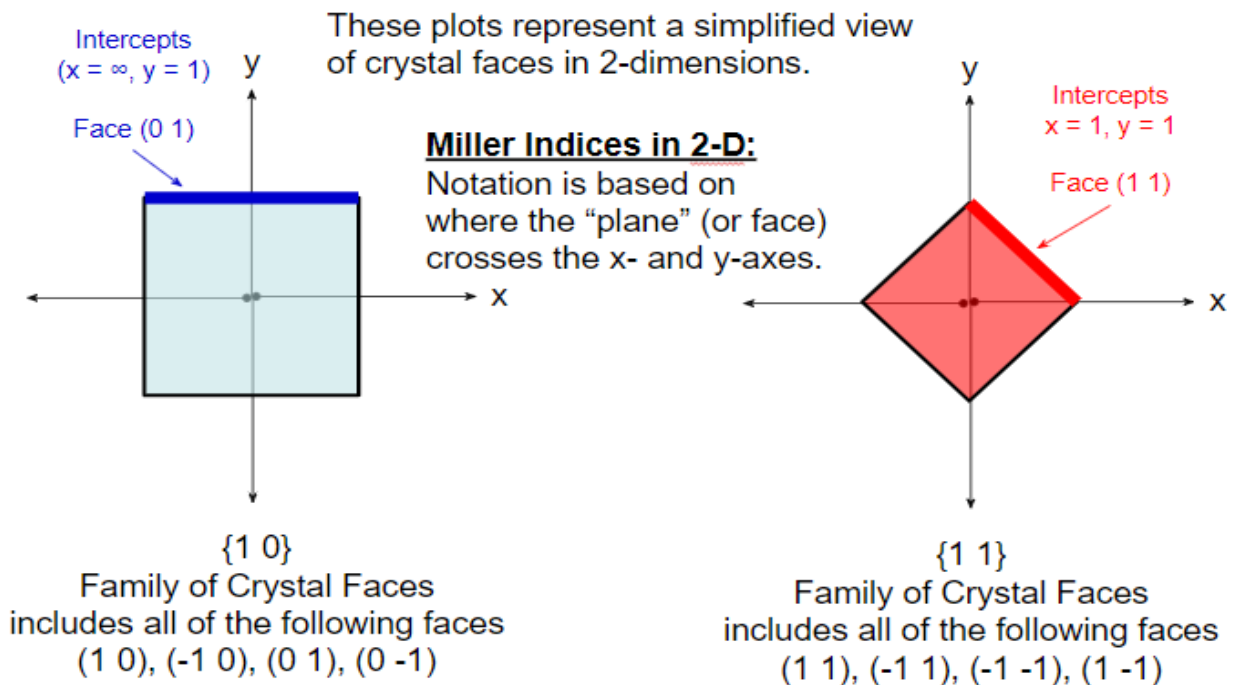 These plots represent a simplified view
of crystal faces in 2-dimensions.
Intercepts
(x = ∞, y = 1)
Face (0 1)
y
x
Miller Indices in 2-D:
Notation is based on
where the “plane” (or face)
crosses the x- and y-axes.
y
Intercepts
x = 1, y = 1
Face (1 1)
x
{1 0}
Family of Crystal Faces
includes all of the following faces
(1 0), (-1 0), (0 1), (0 -1)
{1 1}
Family of Crystal Faces
includes all of the following faces
(1 1), (-1 1), (-1 -1), (1 -1)